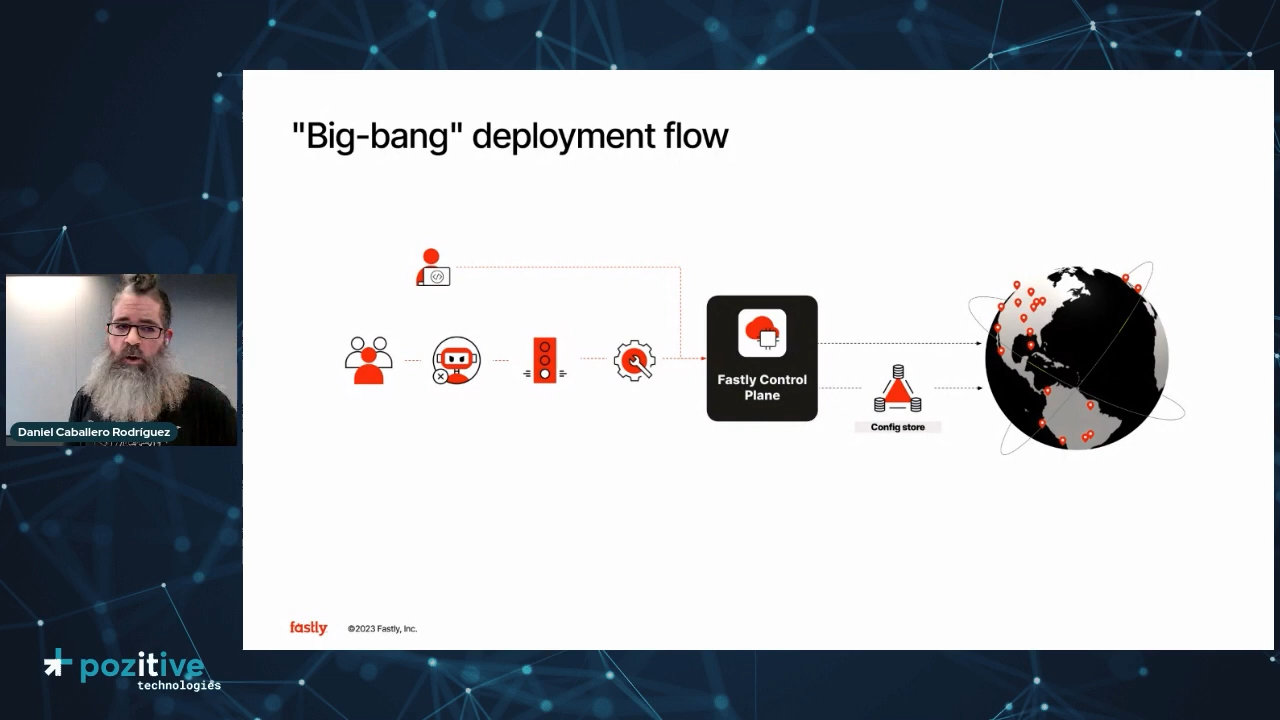 "Big-bang" deployment flow
Fastly Control
Plane
Config store
Daniel Caballero Rodríguez
fastly
©2023 Fastly, Inc.
pozitive
technologies